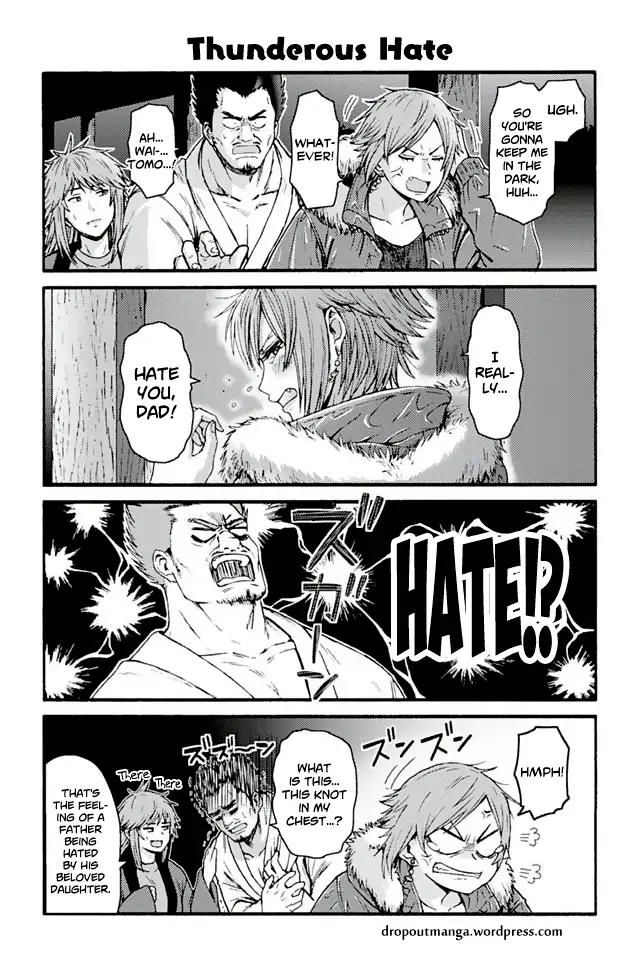 Thunderous Hate
UGH.
SO
YOU'RE
GONNA
KEEP ME
IN THE
DARK,
HUH...
WHAT-
EVER!
AH...
WAI-
TOMO...!
I
REAL-
LY...
HATE
YOU,
DAD!
HATE!?
ズガーン
HMPH!
ズンズン
WHAT
IS THIS...
THIS KNOT
IN MY
CHEST...?
ズズ〜ン
There
There
THAT'S
THE FEEL-
ING OF A
FATHER
BEING
HATED
BY HIS
BELOVED
DAUGHTER.
dropoutmanga.wordpress.com